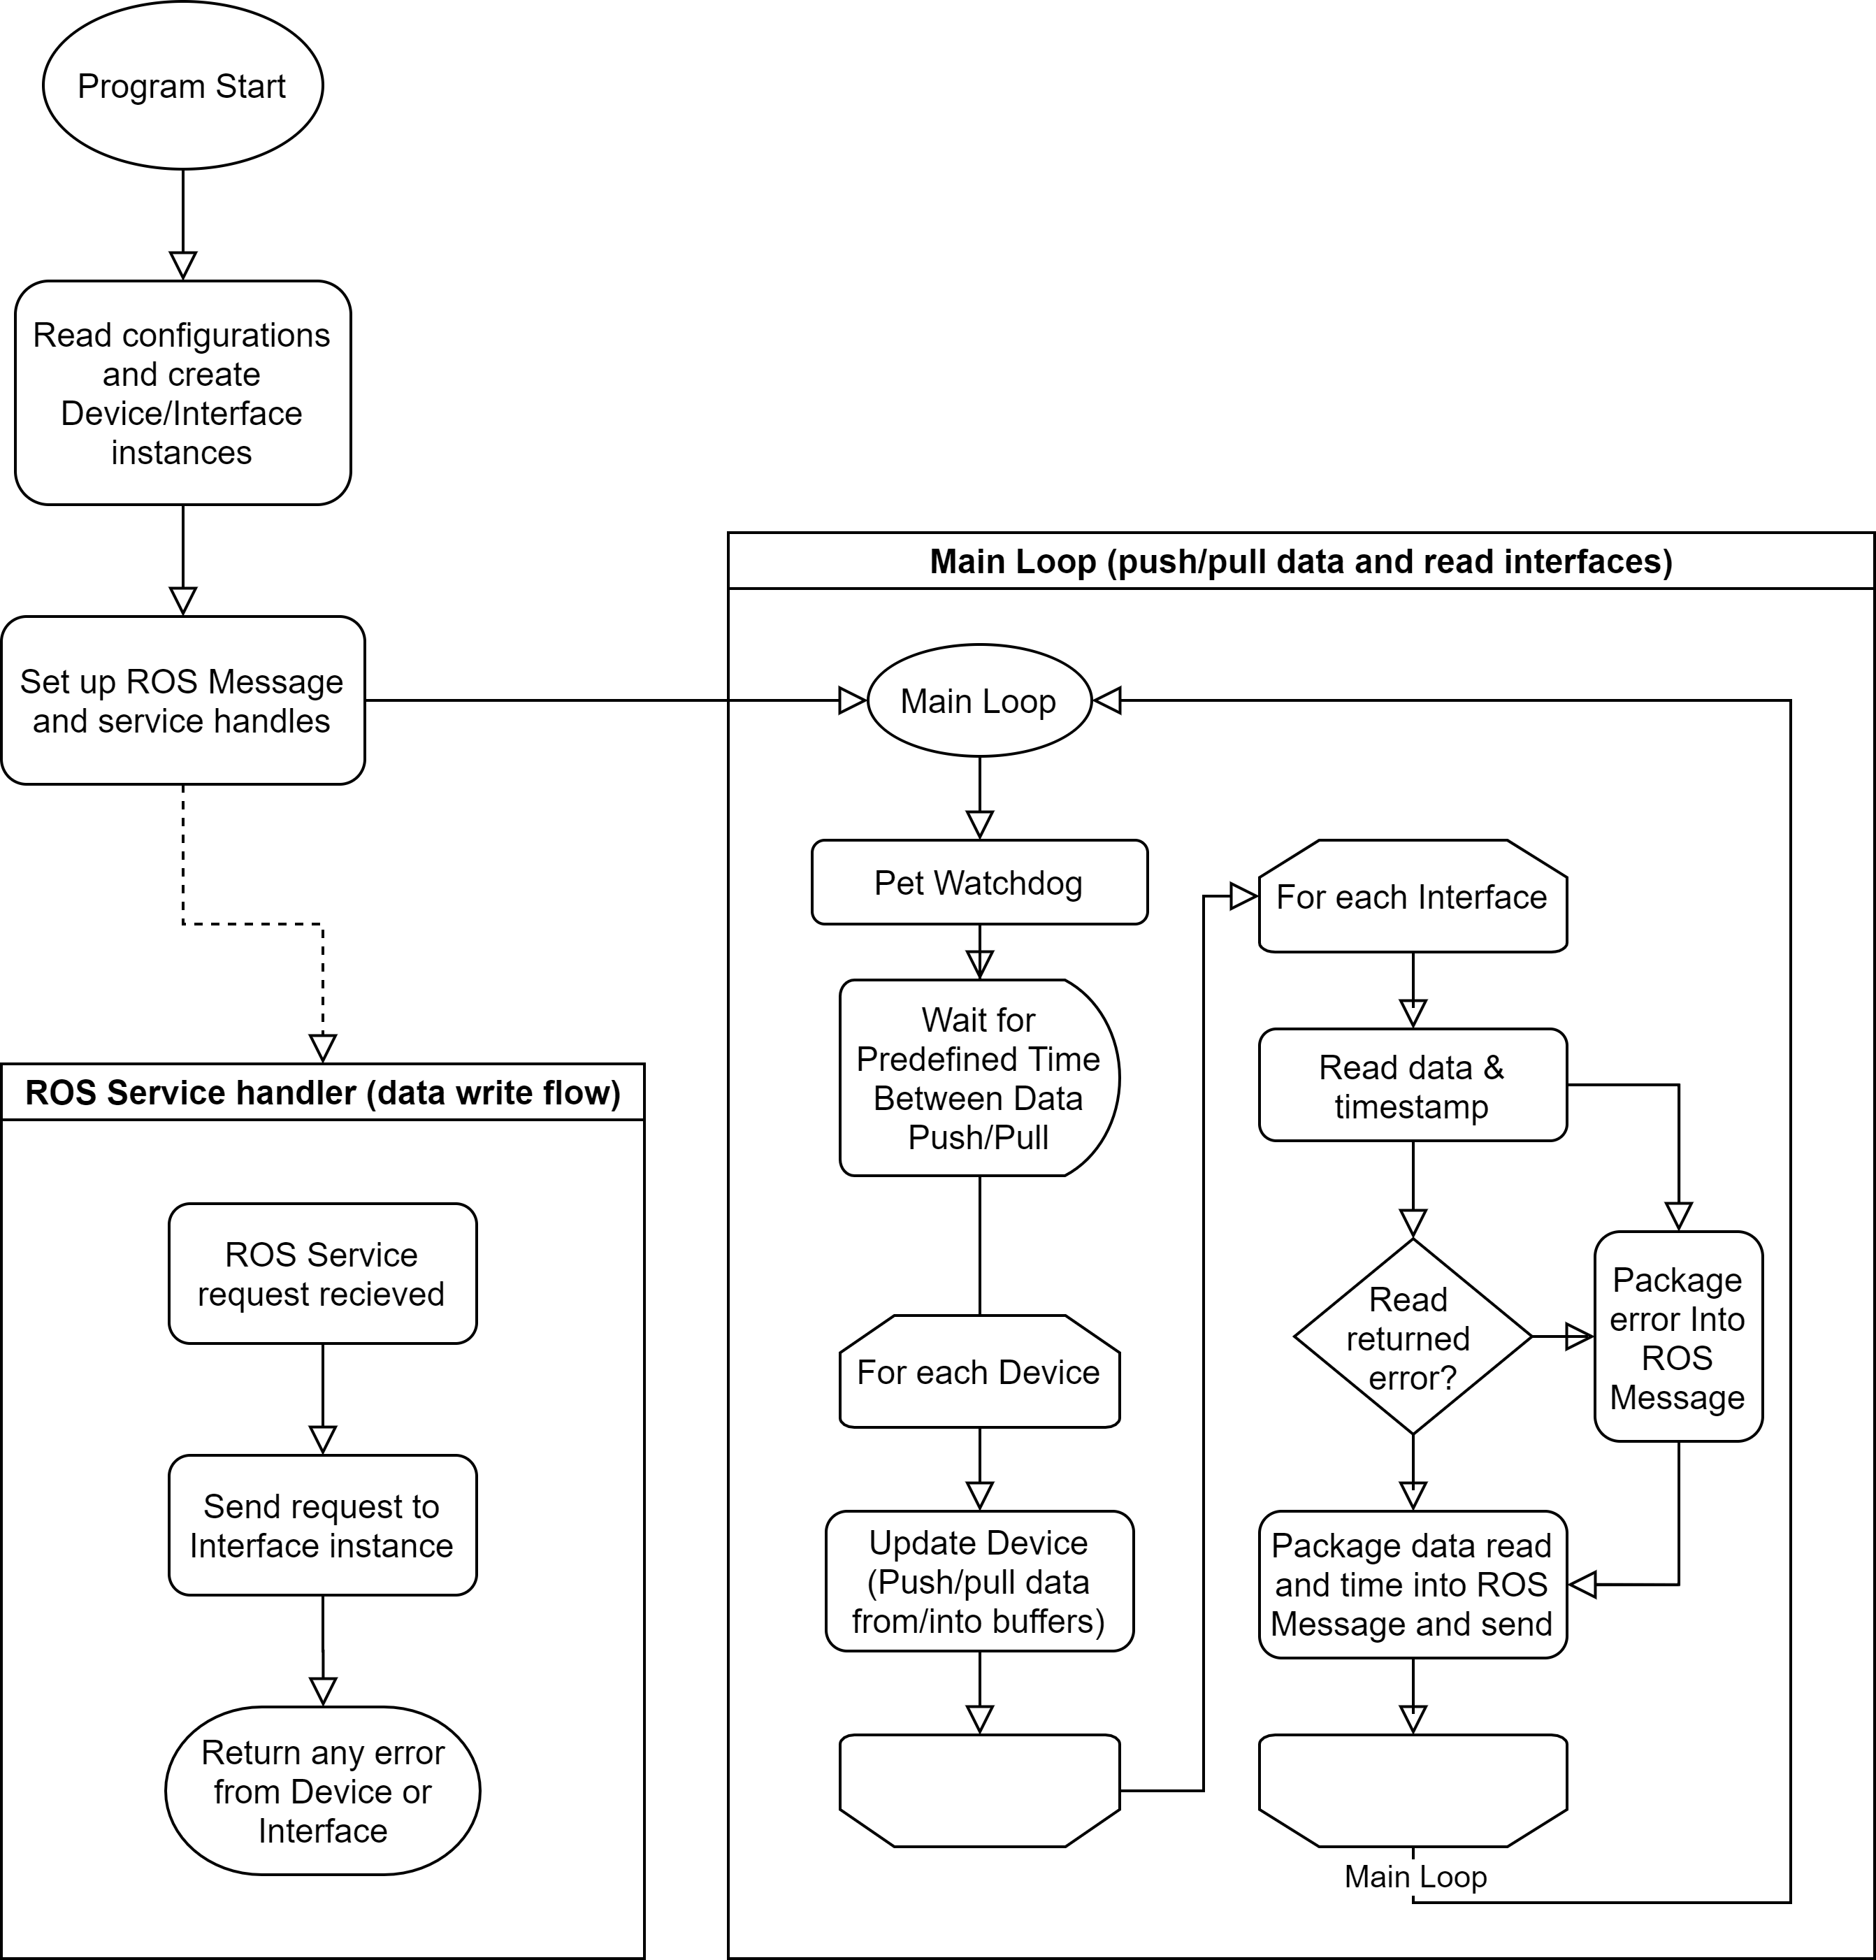 Program Start
Read configurations
and create
Device/Interface
instances
Set up ROS Message
and service handles
ROS Service handler (data write flow)
ROS Service
request recieved
Send request to
Interface instance
Return any error
from Device or
Interface
Main Loop (push/pull data and read interfaces)
Main Loop
Pet Watchdog
Wait for
Predefined Time
Between Data
Push/Pull
For each Device
Update Device
(Push/pull data
from/into buffers)
For each Interface
Read data &
timestamp
Read
returned
error?
Package
error Into
ROS
Message
Package data read
and time into ROS
Message and send
Main Loop